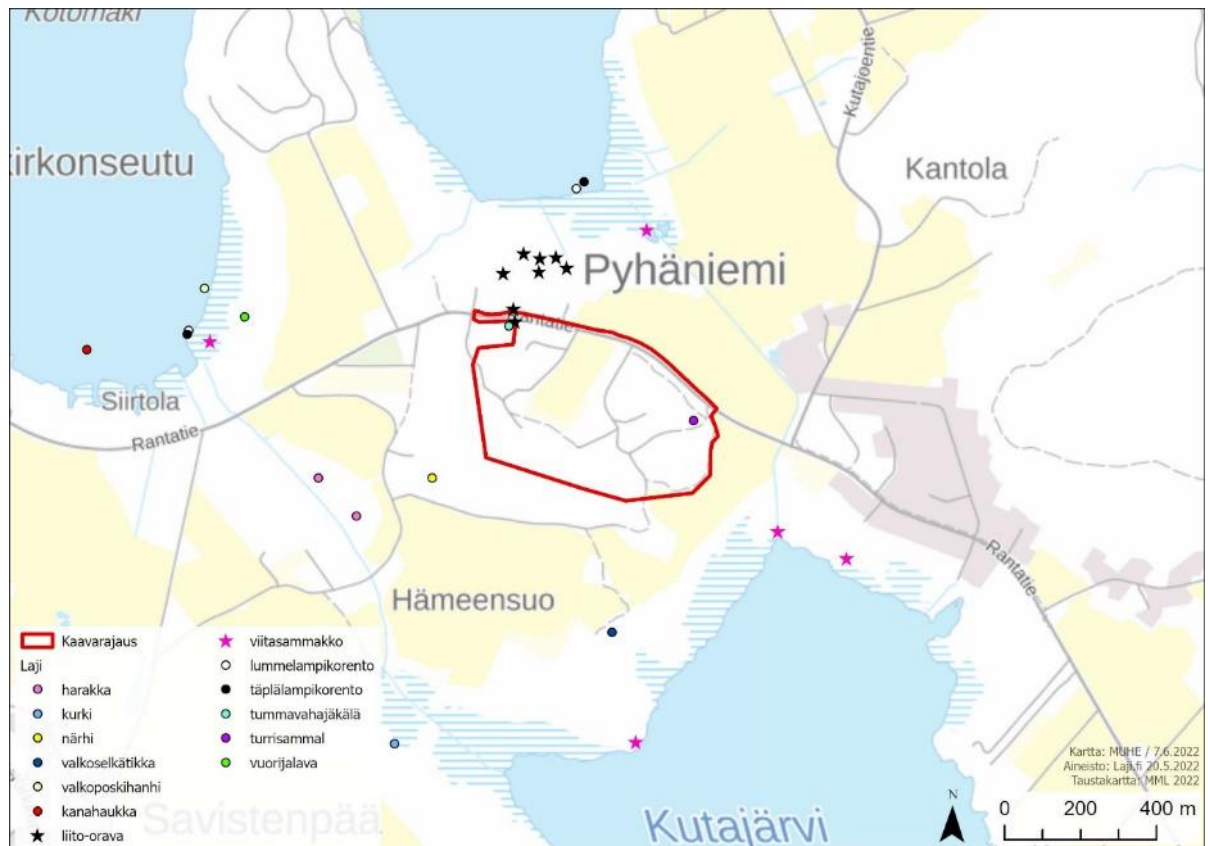 Kotomäki
kirkonseutu
Kutajoentie
Kantola
Pyhäniemi
Rantatie
Siirtola
Rantatie
Rantatie
Hämeensuo
Savistenpää
Kutajärvi
Kaavarajaus
Laji
harakka
kurki
närhi
valkoselkätikka
valkoposkihanhi
kanahaukka
liito-orava
viitasammakko
lummelampikorento
täplälampikorento
tummavahajäkälä
turrisammal
vuorijalava
Kartta: MUHE / 7.6.2022
Aineisto: Laji.fi 20.5.2022
Taustakartta: MML 2022
N
0 200 400 m